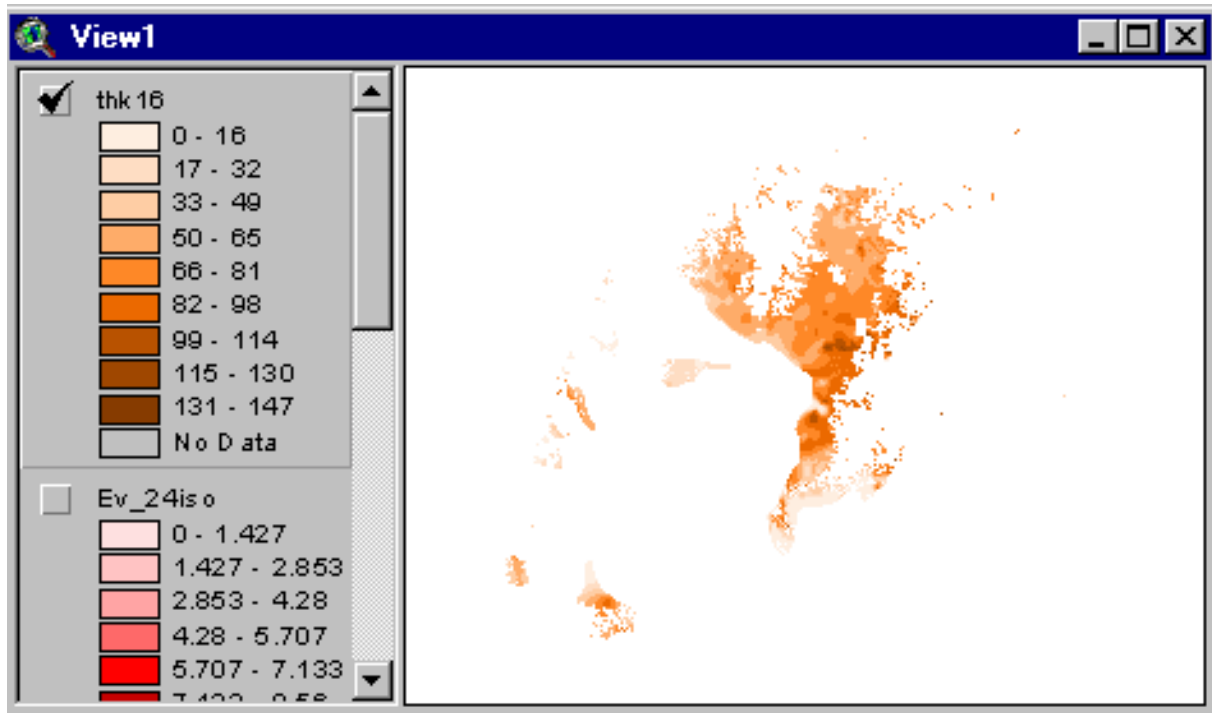 View1
thk 16
0 - 16
17 - 32
33 - 49
50 - 65
66 - 81
82 - 98
99 - 114
115 - 130
131 - 147
No Data
Ev_24iso
0 - 1.427
1.427 - 2.853
2.853 - 4.28
4.28 - 5.707
5.707 - 7.133